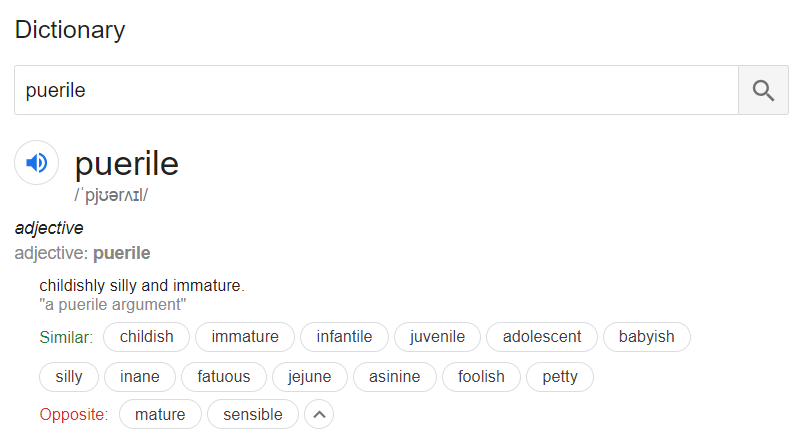 Dictionary
puerile
puerile
/ˈpjʊərʌɪl/
adjective
adjective: puerile
childishly silly and immature.
"a puerile argument"
Similar: childish immature infantile juvenile adolescent babyish
silly inane fatuous jejune asinine foolish petty
Opposite: mature sensible